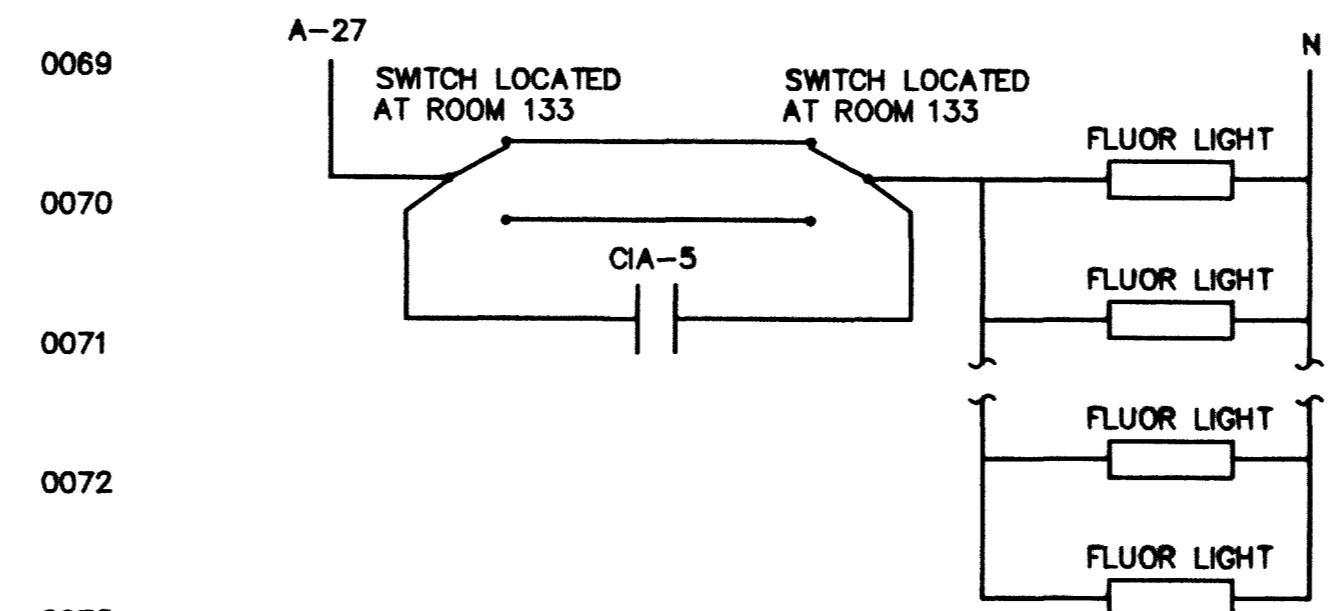 A-27
N
0069
SWITCH LOCATED
AT ROOM 133
SWITCH LOCATED
AT ROOM 133
FLUOR LIGHT
0070
CIA-5
FLUOR LIGHT
0071
FLUOR LIGHT
0072
FLUOR LIGHT